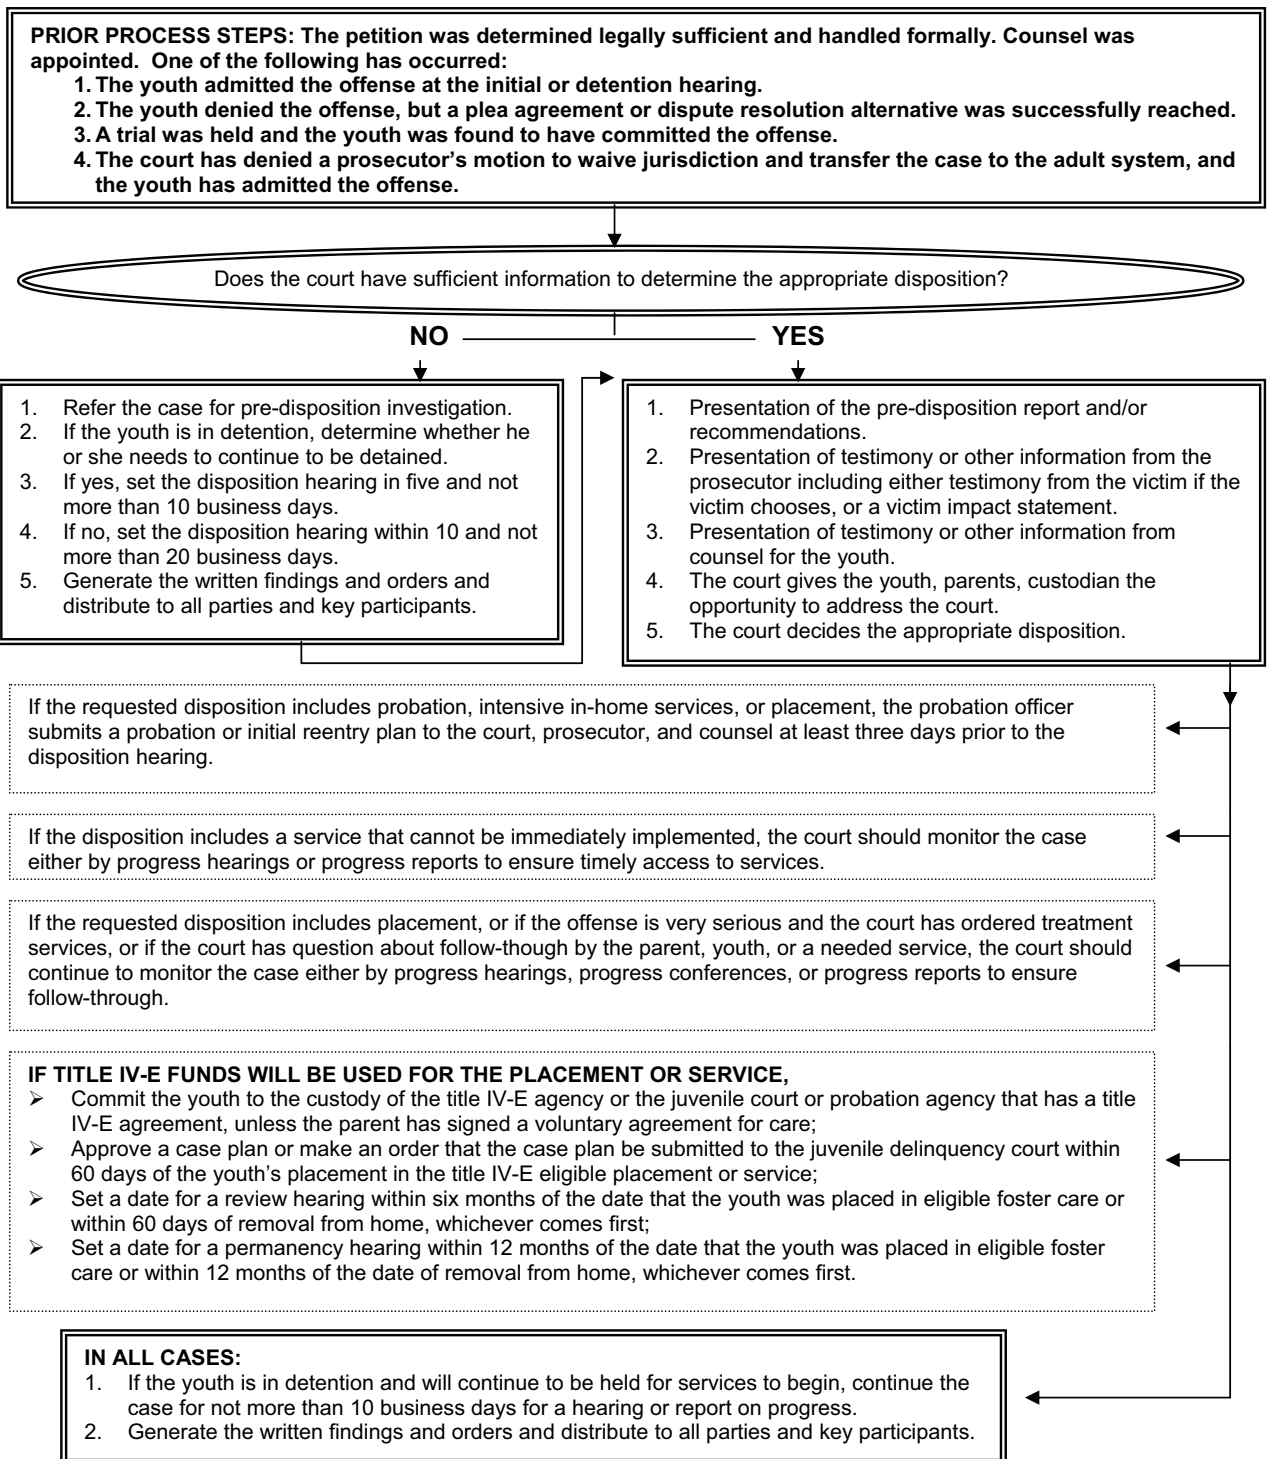 PRIOR PROCESS STEPS: The petition was determined legally sufficient and handled formally. Counsel was
appointed.  One of the following has occurred:
1. The youth admitted the offense at the initial or detention hearing.
2. The youth denied the offense, but a plea agreement or dispute resolution alternative was successfully reached.
3. A trial was held and the youth was found to have committed the offense.
4. The court has denied a prosecutor's motion to waive jurisdiction and transfer the case to the adult system, and
the youth has admitted the offense.
Does the court have sufficient information to determine the appropriate disposition?
NO
YES
1. Refer the case for pre-disposition investigation.
2. If the youth is in detention, determine whether he
or she needs to continue to be detained.
3. If yes, set the disposition hearing in five and not
more than 10 business days.
4. If no, set the disposition hearing within 10 and not
more than 20 business days.
5. Generate the written findings and orders and
distribute to all parties and key participants.
1. Presentation of the pre-disposition report and/or
recommendations.
2. Presentation of testimony or other information from the
prosecutor including either testimony from the victim if the
victim chooses, or a victim impact statement.
3. Presentation of testimony or other information from
counsel for the youth.
4. The court gives the youth, parents, custodian the
opportunity to address the court.
5. The court decides the appropriate disposition.
If the requested disposition includes probation, intensive in-home services, or placement, the probation officer
submits a probation or initial reentry plan to the court, prosecutor, and counsel at least three days prior to the
disposition hearing.
If the disposition includes a service that cannot be immediately implemented, the court should monitor the case
either by progress hearings or progress reports to ensure timely access to services.
If the requested disposition includes placement, or if the offense is very serious and the court has ordered treatment
services, or if the court has question about follow-though by the parent, youth, or a needed service, the court should
continue to monitor the case either by progress hearings, progress conferences, or progress reports to ensure
follow-through.
IF TITLE IV-E FUNDS WILL BE USED FOR THE PLACEMENT OR SERVICE,
➢ Commit the youth to the custody of the title IV-E agency or the juvenile court or probation agency that has a title
IV-E agreement, unless the parent has signed a voluntary agreement for care;
➢ Approve a case plan or make an order that the case plan be submitted to the juvenile delinquency court within
60 days of the youth's placement in the title IV-E eligible placement or service;
➢ Set a date for a review hearing within six months of the date that the youth was placed in eligible foster care or
within 60 days of removal from home, whichever comes first;
➢ Set a date for a permanency hearing within 12 months of the date that the youth was placed in eligible foster
care or within 12 months of the date of removal from home, whichever comes first.
IN ALL CASES:
1. If the youth is in detention and will continue to be held for services to begin, continue the
case for not more than 10 business days for a hearing or report on progress.
2. Generate the written findings and orders and distribute to all parties and key participants.